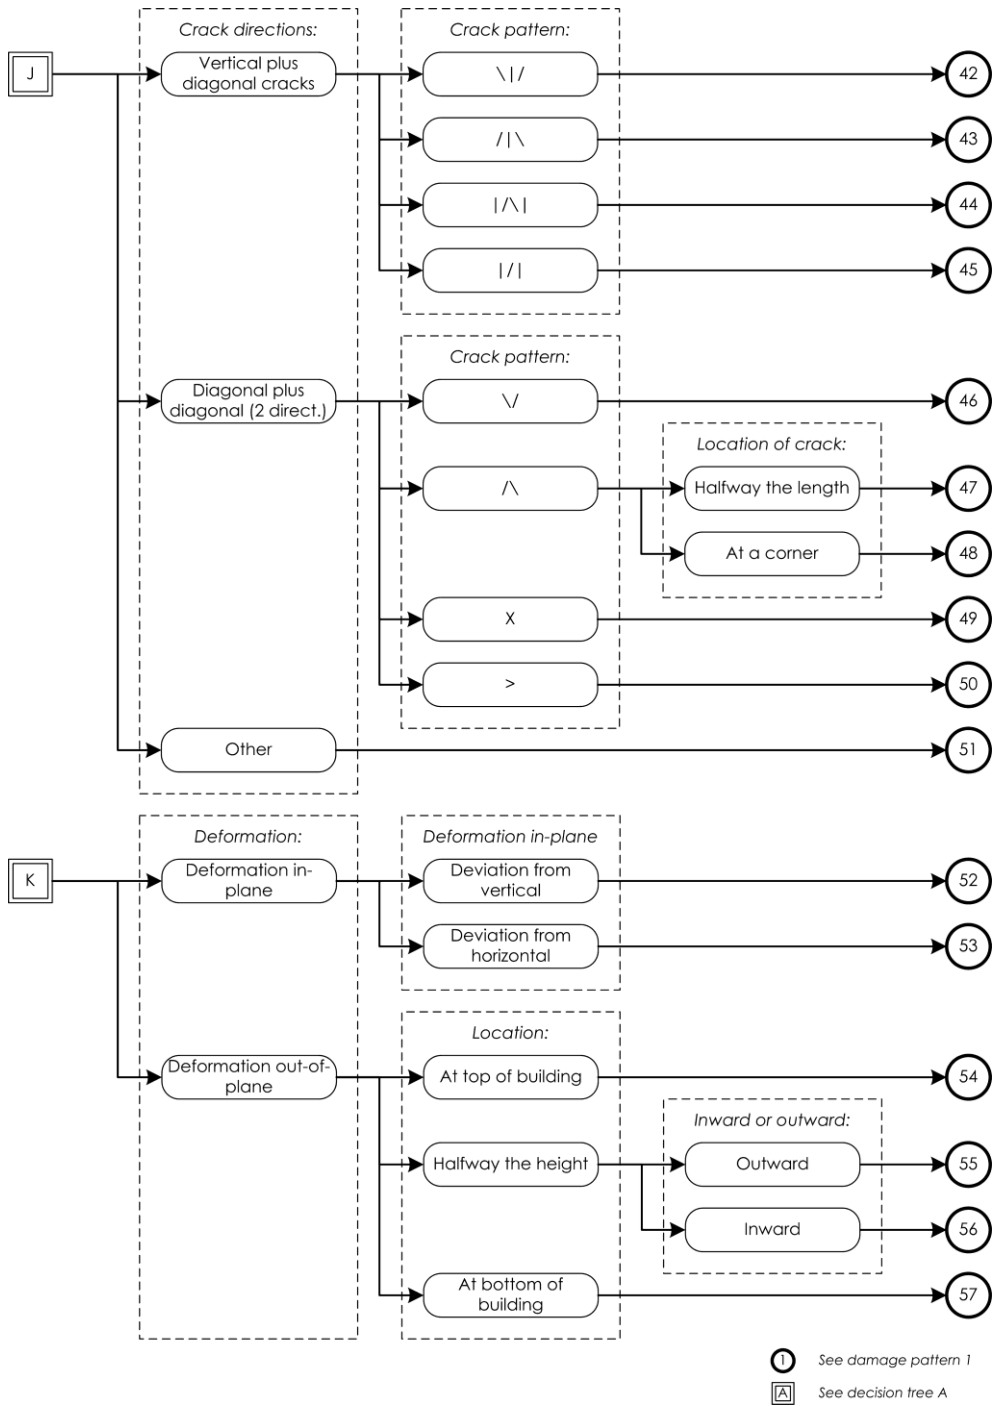 Crack directions:
Crack pattern:
J
Vertical plus
diagonal cracks
\ | /
42
/ | \
43
| / \ |
44
| / |
45
Crack pattern:
Diagonal plus
diagonal (2 direct.)
\ /
46
Location of crack:
/ \
Halfway the length
47
At a corner
48
X
49
>
50
Other
51
Deformation:
Deformation in-plane
K
Deformation in-
plane
Deviation from
vertical
52
Deviation from
horizontal
53
Location:
Deformation out-of-
plane
At top of building
54
Inward or outward:
Halfway the height
Outward
55
Inward
56
At bottom of
building
57
1
See damage pattern 1
A
See decision tree A